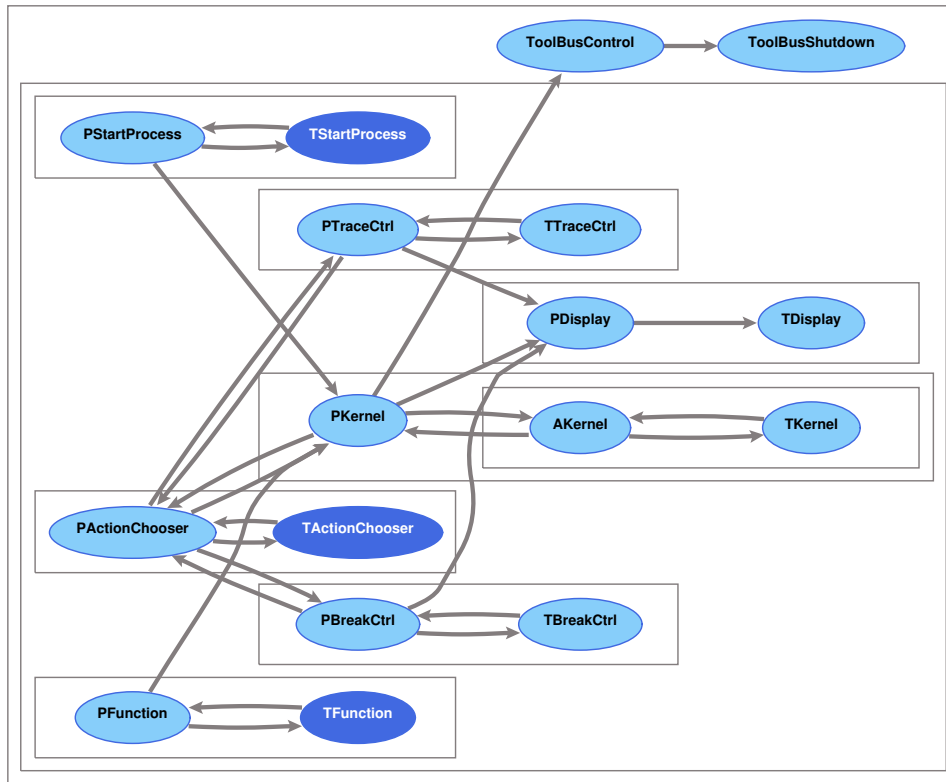 ToolBusControl
ToolBusShutdown
PStartProcess
TStartProcess
PTraceCtrl
TTraceCtrl
PDisplay
TDisplay
PKernel
AKernel
TKernel
PActionChooser
TActionChooser
PBreakCtrl
TBreakCtrl
PFunction
TFunction